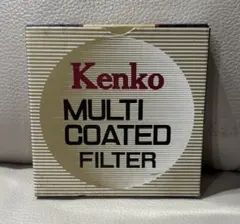 Kenko
MULTI
COATED
FILTER